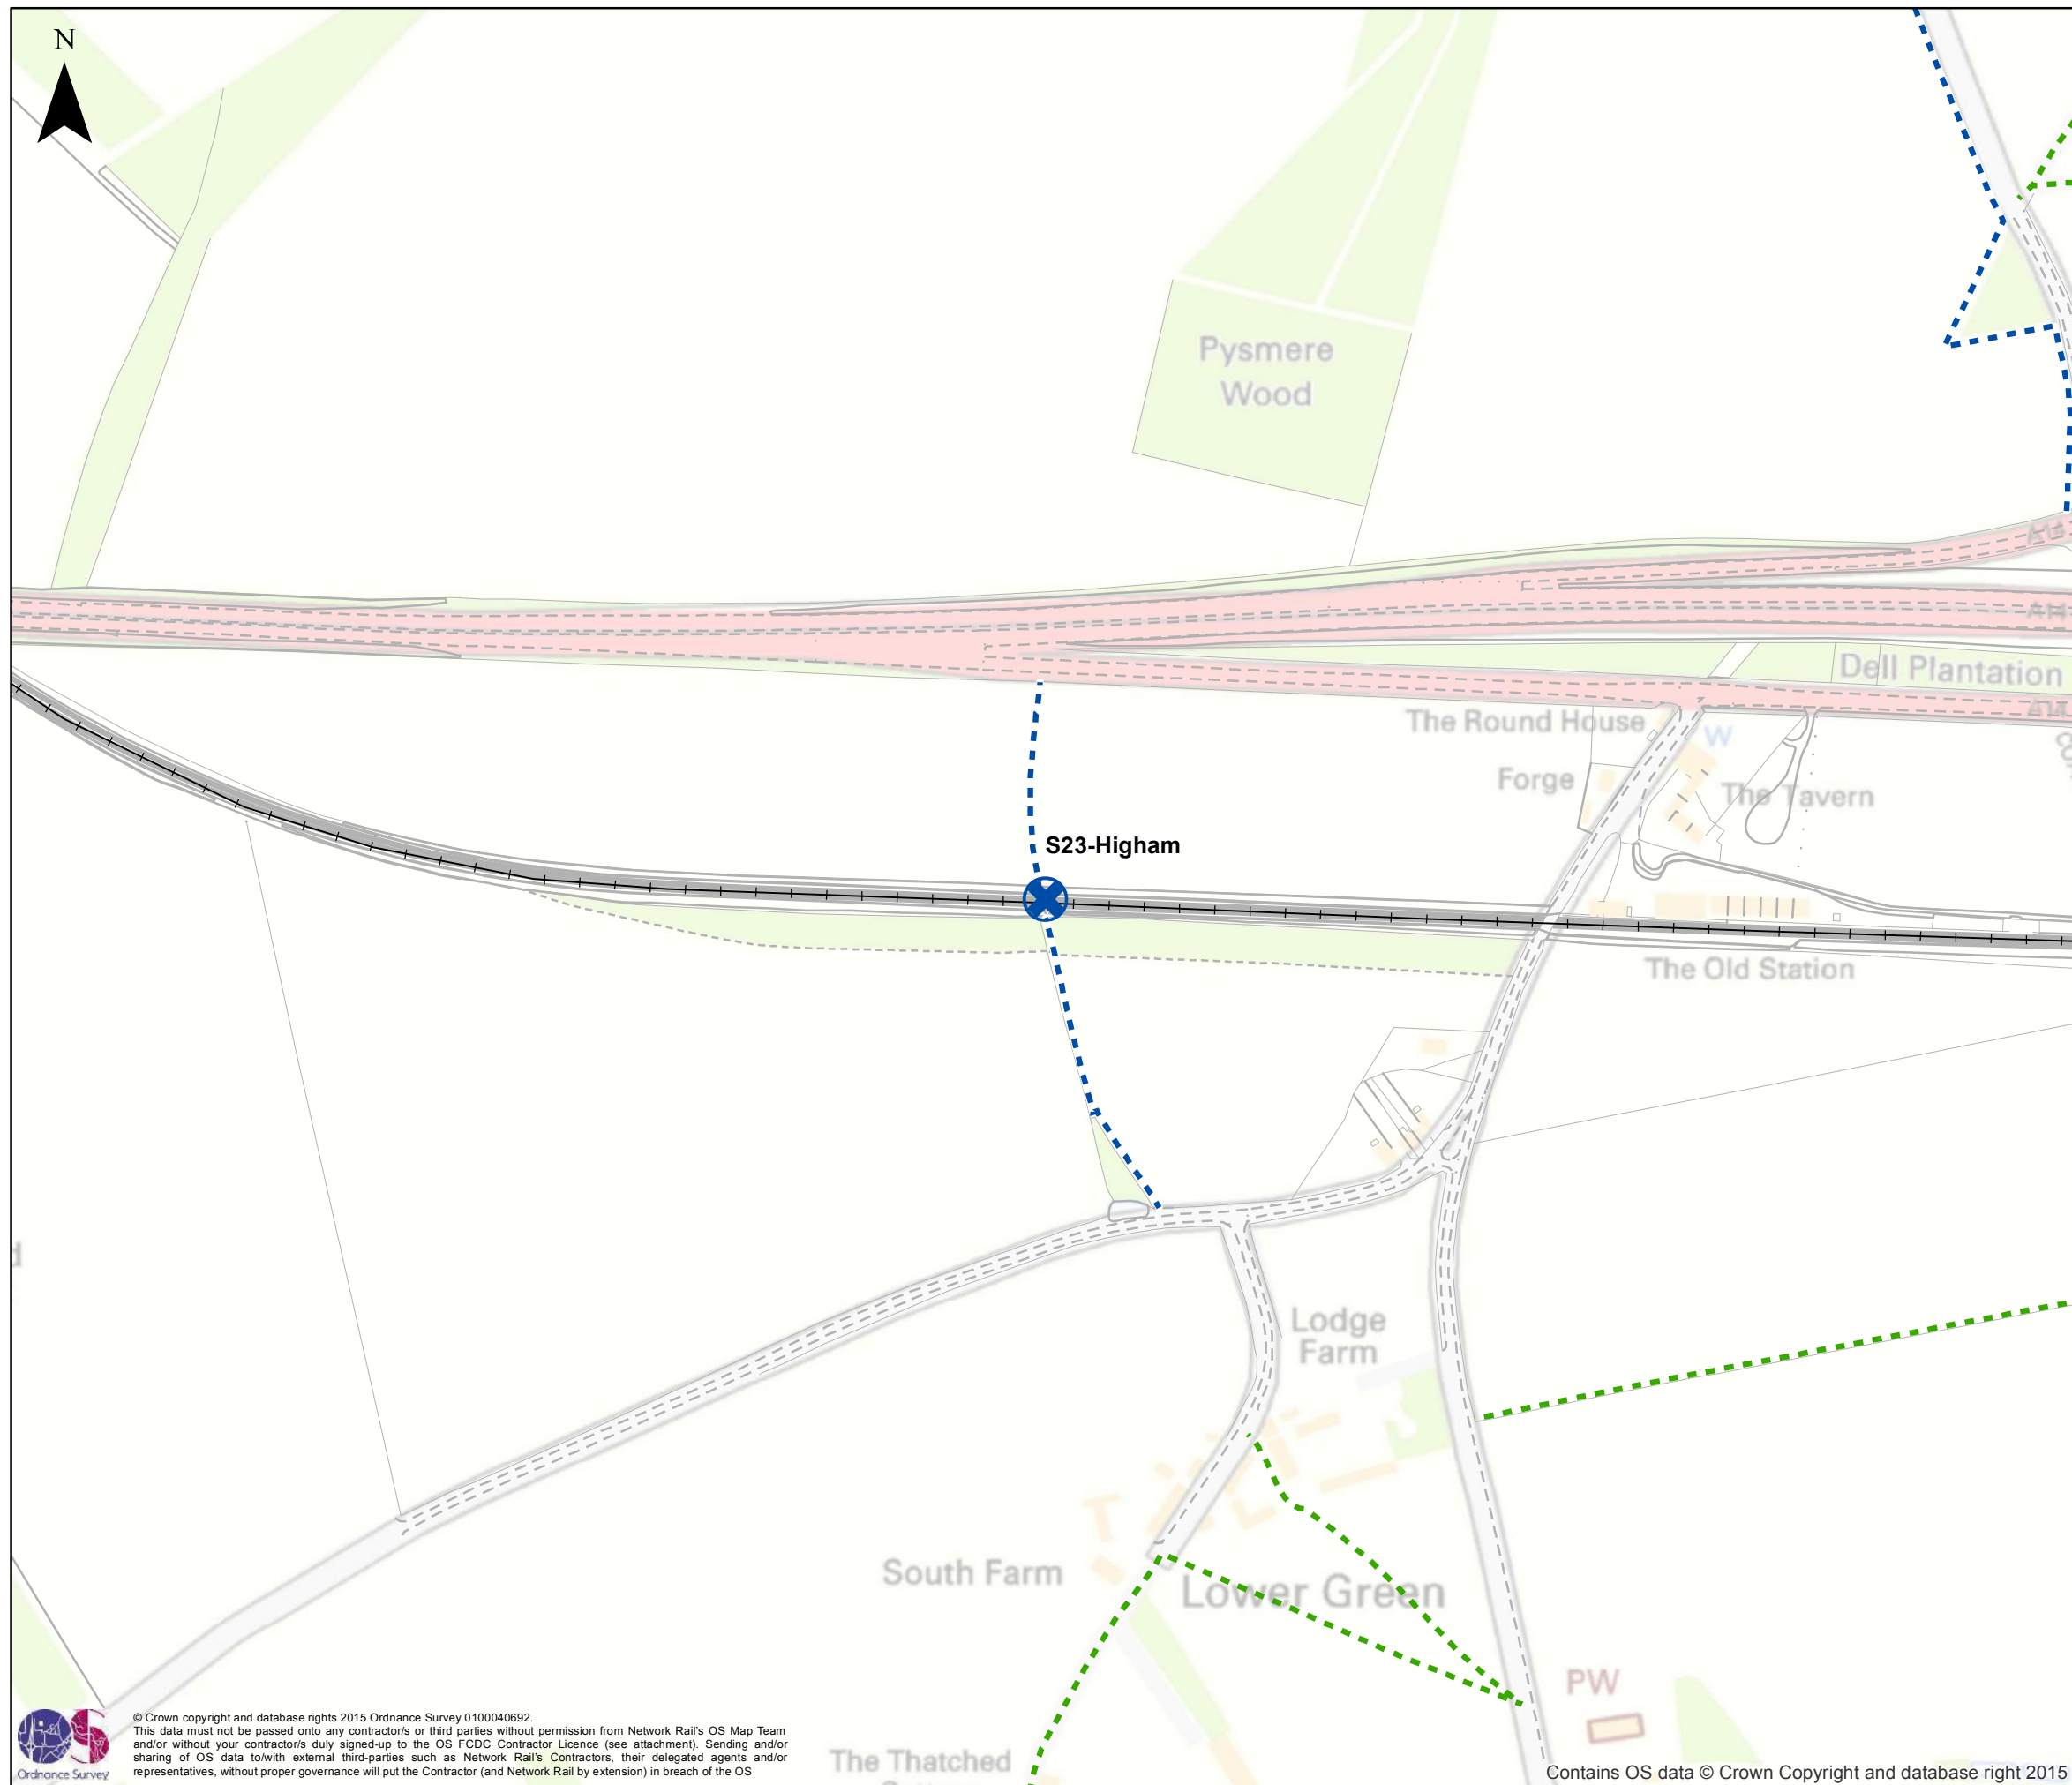 N
Pysmere
Wood
A14
Dell Plantation
The Round House
A14
W
Forge
The Tavern
S23-Higham
The Old Station
Lodge
Farm
South Farm
Lower Green
PW
© Crown copyright and database rights 2015 Ordnance Survey 0100040692.
This data must not be passed onto any contractor/s or third parties without permission from Network Rail's OS Map Team
and/or without your contractor/s duly signed-up to the OS FCDC Contractor Licence (see attachment). Sending and/or
sharing of OS data to/with external third-parties such as Network Rail's Contractors, their delegated agents and/or
representatives, without proper governance will put the Contractor (and Network Rail by extension) in breach of the OS
Ordnance Survey
The Thatched
Contains OS data © Crown Copyright and database right 2015